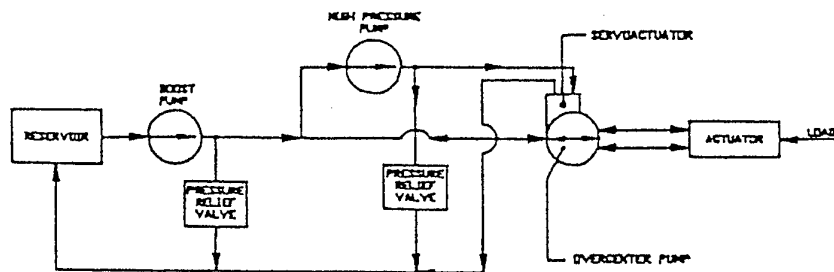 HIGH PRESSURE
PUMP
SERVOACTUATOR
BOOST
PUMP
RESERVOIR
ACTUATOR
LOAD
PRESSURE
RELIEF
VALVE
PRESSURE
RELIEF
VALVE
OVERCENTER PUMP